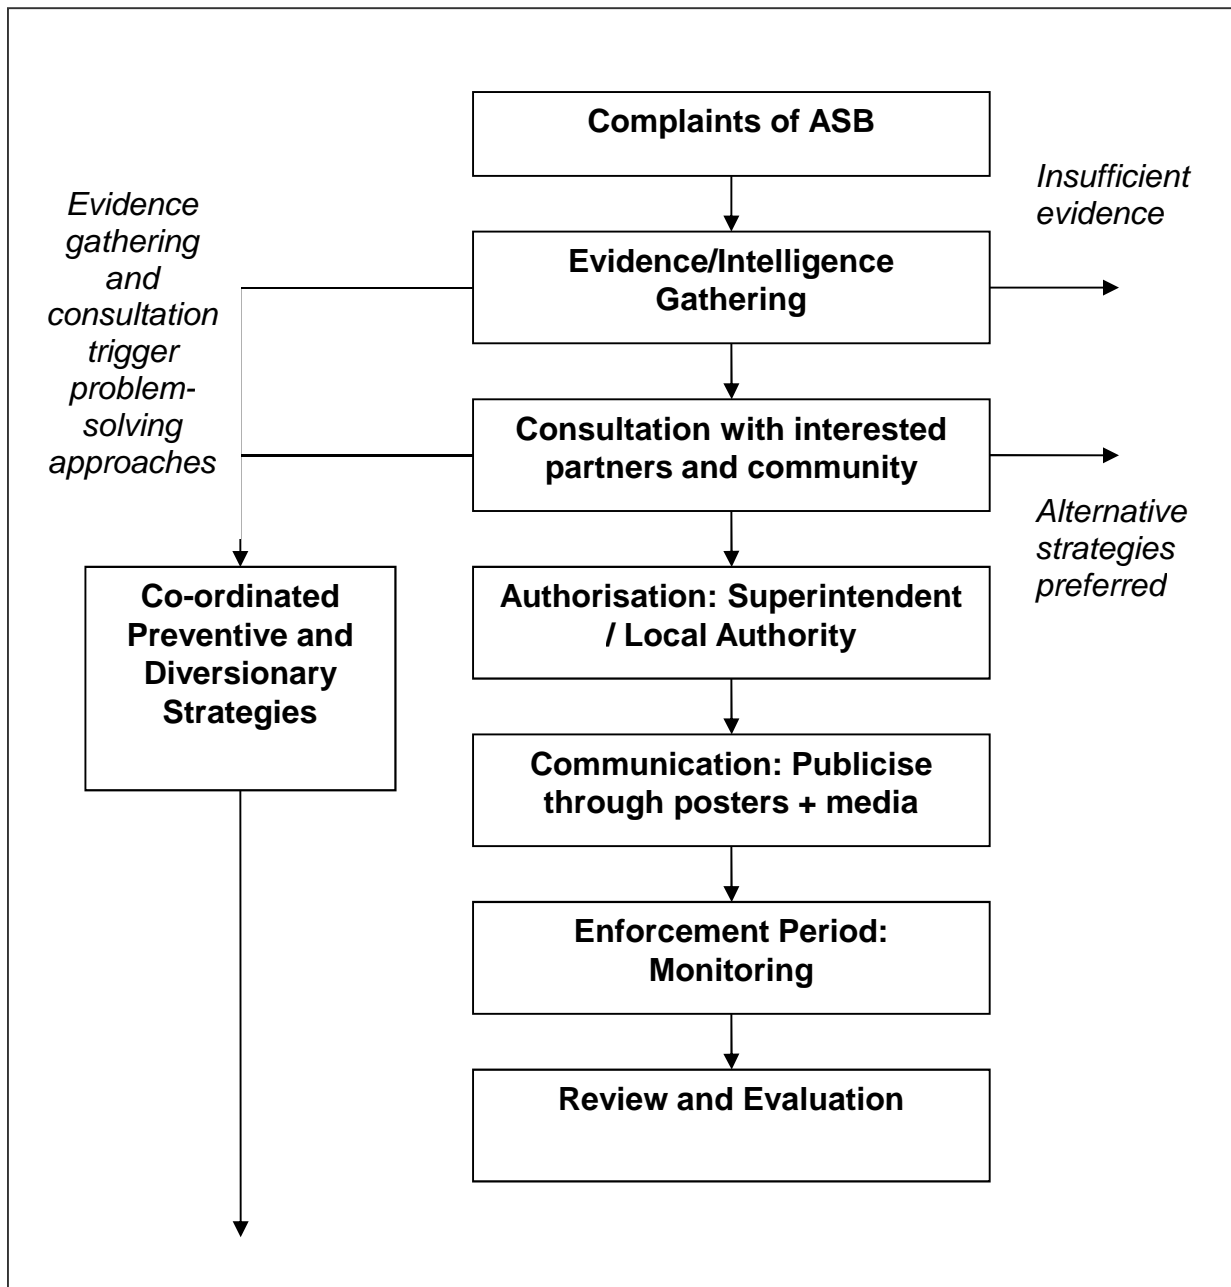 Complaints of ASB
Insufficient
evidence
Evidence
gathering
and
consultation
trigger
problem-
solving
approaches
Evidence/Intelligence
Gathering
Consultation with interested
partners and community
Alternative
strategies
preferred
Co-ordinated
Preventive and
Diversionary
Strategies
Authorisation: Superintendent
/ Local Authority
Communication: Publicise
through posters + media
Enforcement Period:
Monitoring
Review and Evaluation